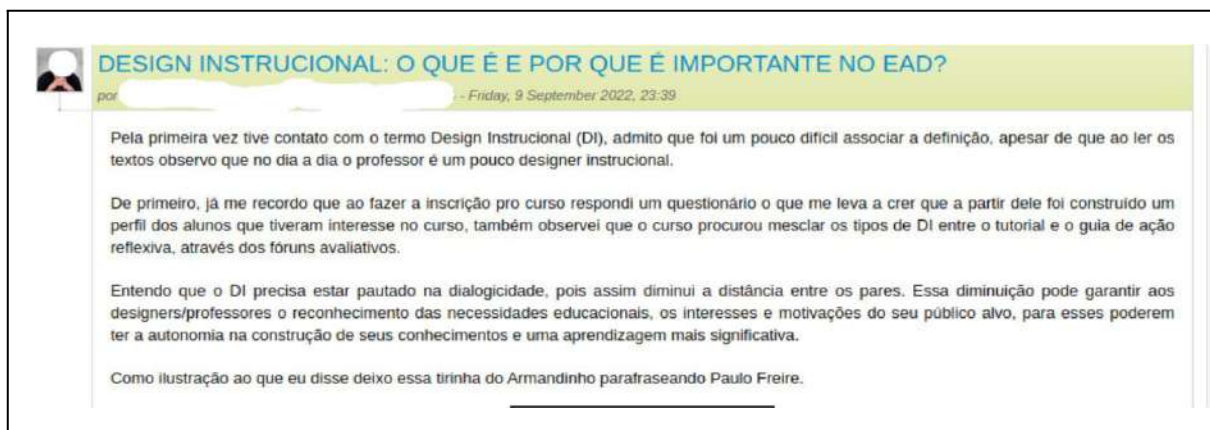 DESIGN INSTRUCIONAL: O QUE É E POR QUE É IMPORTANTE NO EAD?
por - Friday, 9 September 2022, 23:39
Pela primeira vez tive contato com o termo Design Instrucional (DI), admito que foi um pouco difícil associar a definição, apesar de que ao ler os
textos observo que no dia a dia o professor é um pouco designer instrucional.
De primeiro, já me recordo que ao fazer a inscrição pro curso respondi um questionário o que me leva a crer que a partir dele foi construído um
perfil dos alunos que tiveram interesse no curso, também observei que o curso procurou mesclar os tipos de DI entre o tutorial e o guia de ação
reflexiva, através dos fóruns avaliativos.
Entendo que o DI precisa estar pautado na dialogicidade, pois assim diminui a distância entre os pares. Essa diminuição pode garantir aos
designers/professores o reconhecimento das necessidades educacionais, os interesses e motivações do seu público alvo, para esses poderem
ter a autonomia na construção de seus conhecimentos e uma aprendizagem mais significativa.
Como ilustração ao que eu disse deixo essa tirinha do Armandinho parafraseando Paulo Freire.